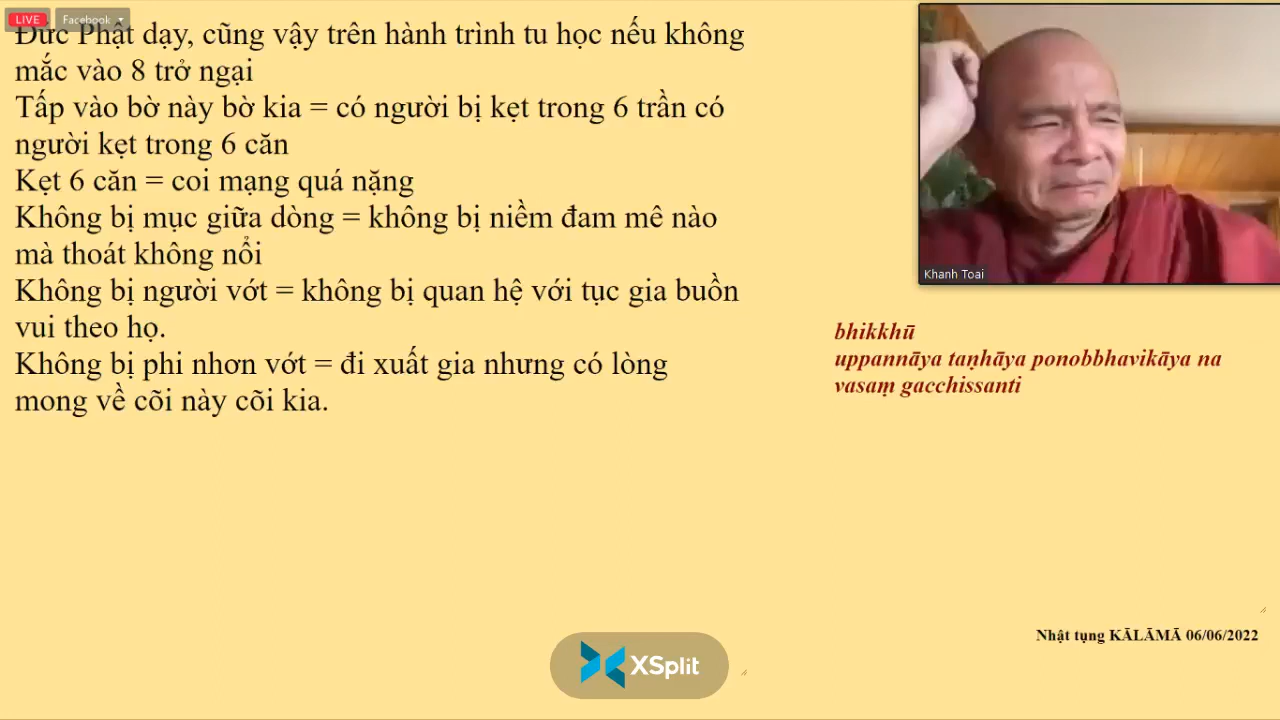 LIVE
Facebook
Đức Phật dạy, cũng vậy trên hành trình tu học nếu không
mắc vào 8 trở ngại
Tấp vào bờ này bờ kia = có người bị kẹt trong 6 trần có
người kẹt trong 6 căn
Kẹt 6 căn = coi mạng quá nặng
Không bị mục giữa dòng = không bị niềm đam mê nào
mà thoát không nổi
Không bị người vớt = không bị quan hệ với tục gia buồn
vui theo họ.
Không bị phi nhơn vớt = đi xuất gia nhưng có lòng
mong về cõi này cõi kia.
Khanh Toai
bhikkhū
uppannāya taṇhāya ponobbhavikāya na
vasaṃ gacchissanti
Nhật tụng KĀLĀMĀ 06/06/2022
XSplit